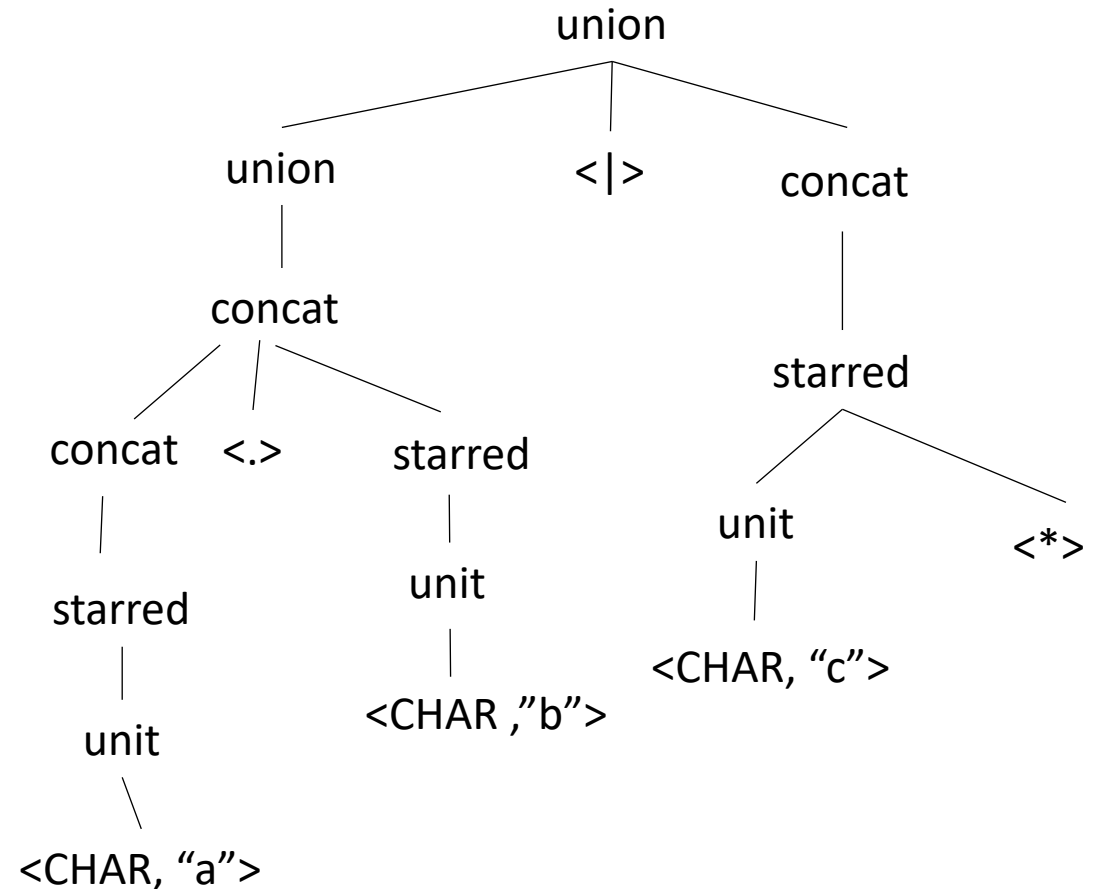 union
union <|> concat
concat
starred
concat <.> starred
unit <*>
unit
starred
<CHAR, “c”>
<CHAR ,”b”>
unit
<CHAR, “a”>